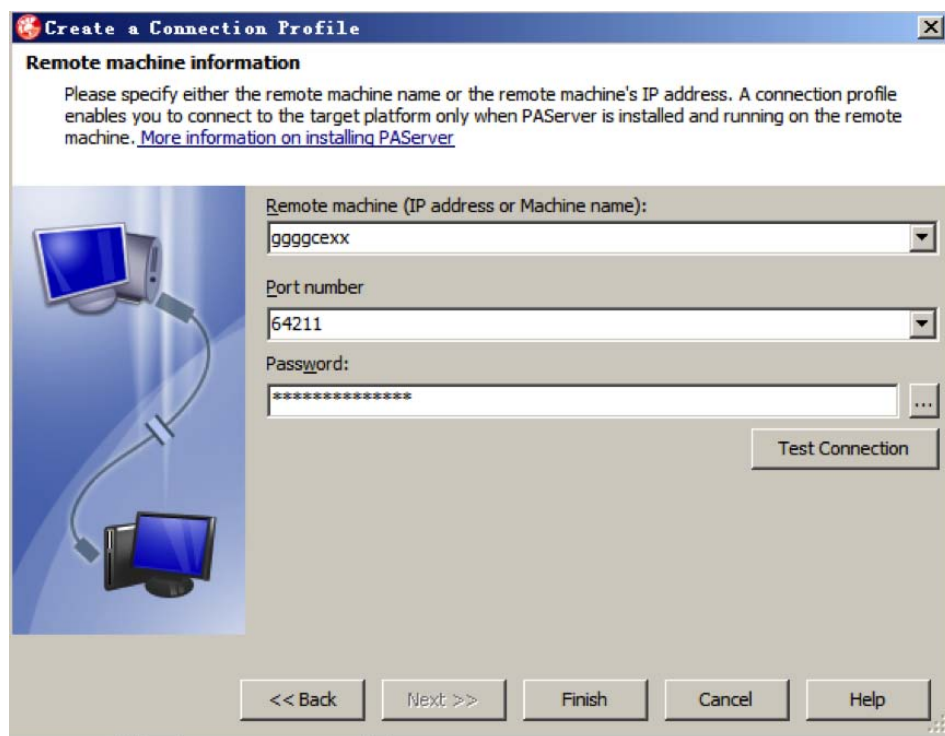 Create a Connection Profile
Remote machine information
Please specify either the remote machine name or the remote machine's IP address. A connection profile
enables you to connect to the target platform only when PAServer is installed and running on the remote
machine. More information on installing PAServer
Remote machine (IP address or Machine name):
ggggcexx
Port number
64211
Password:
**************
...
Test Connection
<< Back
Next >>
Finish
Cancel
Help